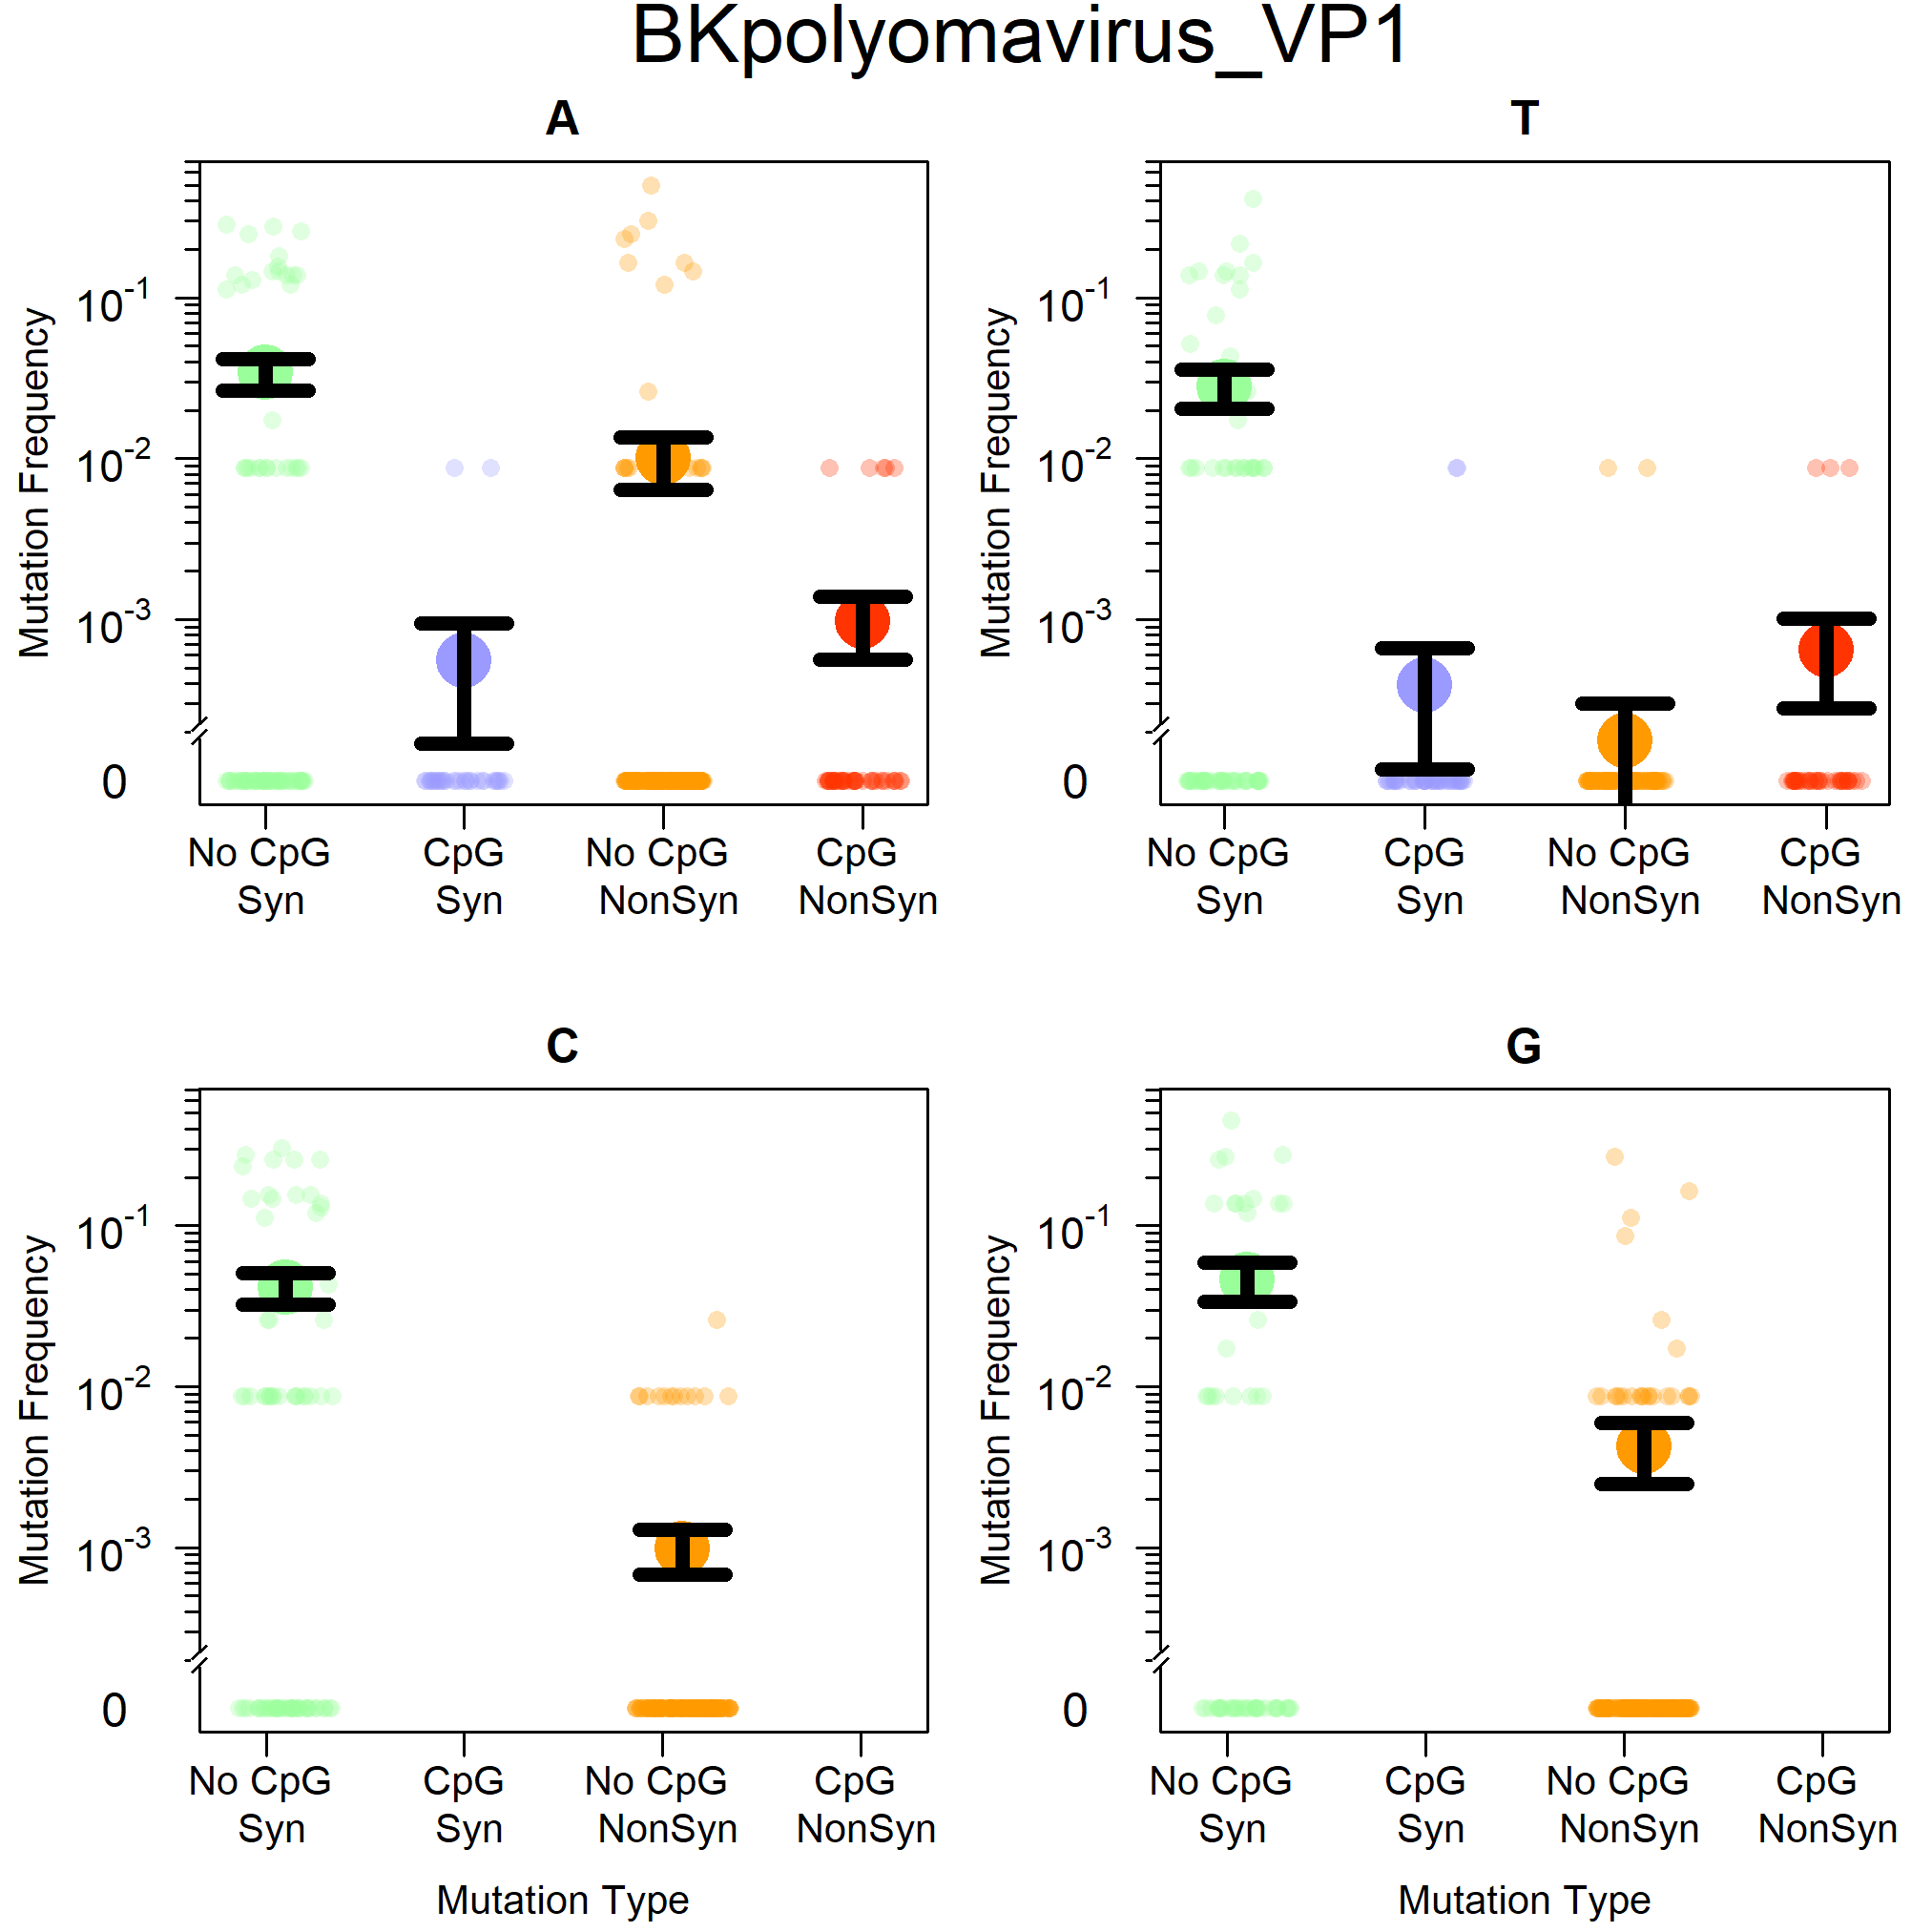 BKpolyomavirus_VP1
A
Mutation Frequency
10-1
10-2
10-3
0
No CpG CpG No CpG CpG
Syn Syn NonSyn NonSyn
T
Mutation Frequency
10-1
10-2
10-3
0
No CpG CpG No CpG CpG
Syn Syn NonSyn NonSyn
C
Mutation Frequency
10-1
10-2
10-3
0
No CpG CpG No CpG CpG
Syn Syn NonSyn NonSyn
Mutation Type
G
Mutation Frequency
10-1
10-2
10-3
0
No CpG CpG No CpG CpG
Syn Syn NonSyn NonSyn
Mutation Type